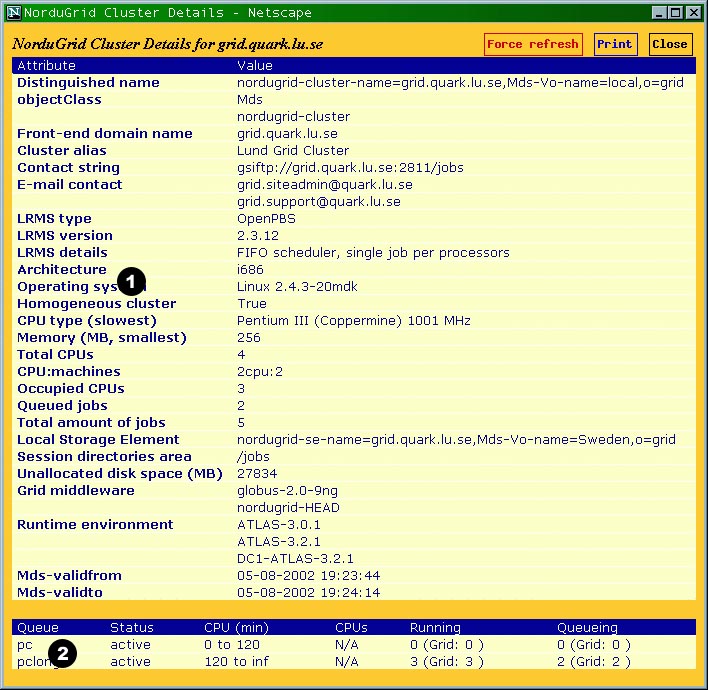 NorduGrid Cluster Details - Netscape
NorduGrid Cluster Details for grid.quark.lu.se Force refresh Print Close
Attribute Value
Distinguished name nordugrid-cluster-name=grid.quark.lu.se,Mds-Vo-name=local,o=grid
objectClass Mds
nordugrid-cluster
Front-end domain name grid.quark.lu.se
Cluster alias Lund Grid Cluster
Contact string gsiftp://grid.quark.lu.se:2811/jobs
E-mail contact grid.siteadmin@quark.lu.se
grid.support@quark.lu.se
LRMS type OpenPBS
LRMS version 2.3.12
LRMS details FIFO scheduler, single job per processors
Architecture i686
1
Operating Linux 2.4.3-20mdk
Homogeneous cluster True
CPU type (slowest) Pentium III (Coppermine) 1001 MHz
Memory (MB, smallest) 256
Total CPUs 4
CPU:machines 2cpu:2
Occupied CPUs 3
Queued jobs 2
Total amount of jobs 5
Local Storage Element nordugrid-se-name=grid.quark.lu.se,Mds-Vo-name=Sweden,o=grid
Session directories area /jobs
Unallocated disk space (MB) 27834
Grid middleware globus-2.0-9ng
nordugrid-HEAD
Runtime environment ATLAS-3.0.1
ATLAS-3.2.1
DC1-ATLAS-3.2.1
Mds-validfrom 05-08-2002 19:23:44
Mds-validto 05-08-2002 19:24:14
Queue Status CPU (min) CPUs Running Queueing
pc active 0 to 120 N/A 0 (Grid: 0 ) 0 (Grid: 0 )
2
active 120 to inf N/A 3 (Grid: 3 ) 2 (Grid: 2 )